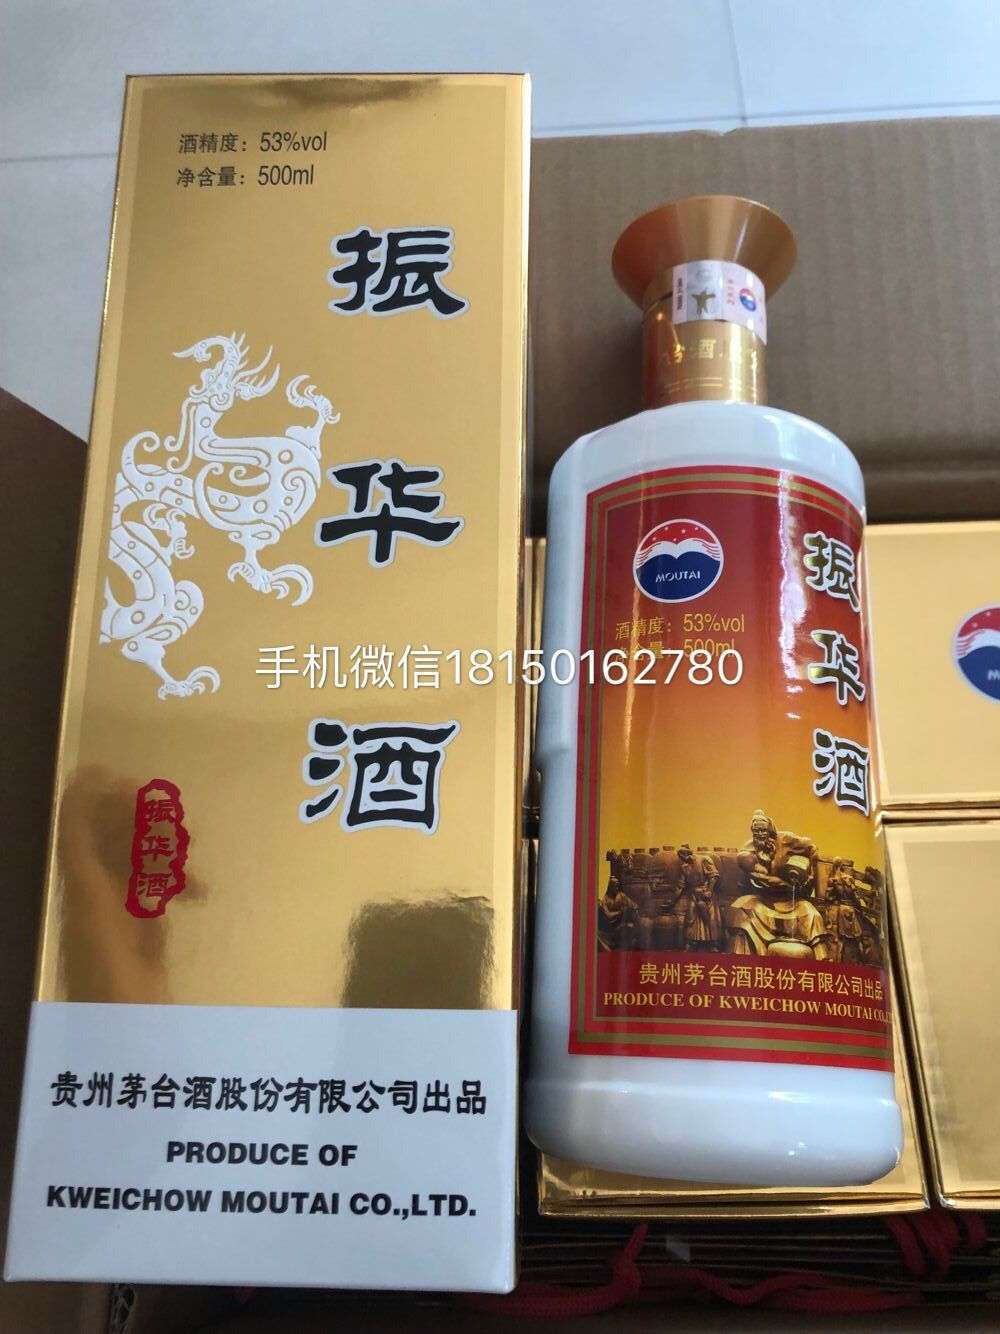 酒精度：53%vol
净含量：500ml
振
华
酒
振华酒
贵州茅台酒股份有限公司出品
PRODUCE OF
KWEICHOW MOUTAI CO.,LTD.
MOUTAI
酒精度：53%vol
500ml
振
华
酒
贵州茅台酒股份有限公司出品
PRODUCE OF KWEICHOW MOUTAI CO.,
手机微信18150162780